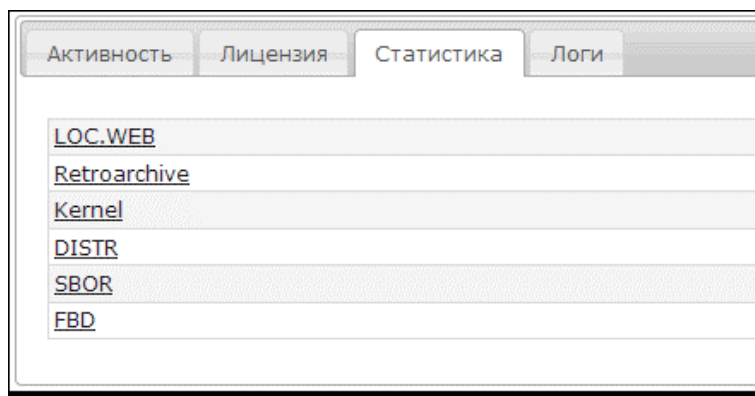 Активность Лицензия Статистика Логи
LOC.WEB
Retroarchive
Kernel
DISTR
SBOR
FBD